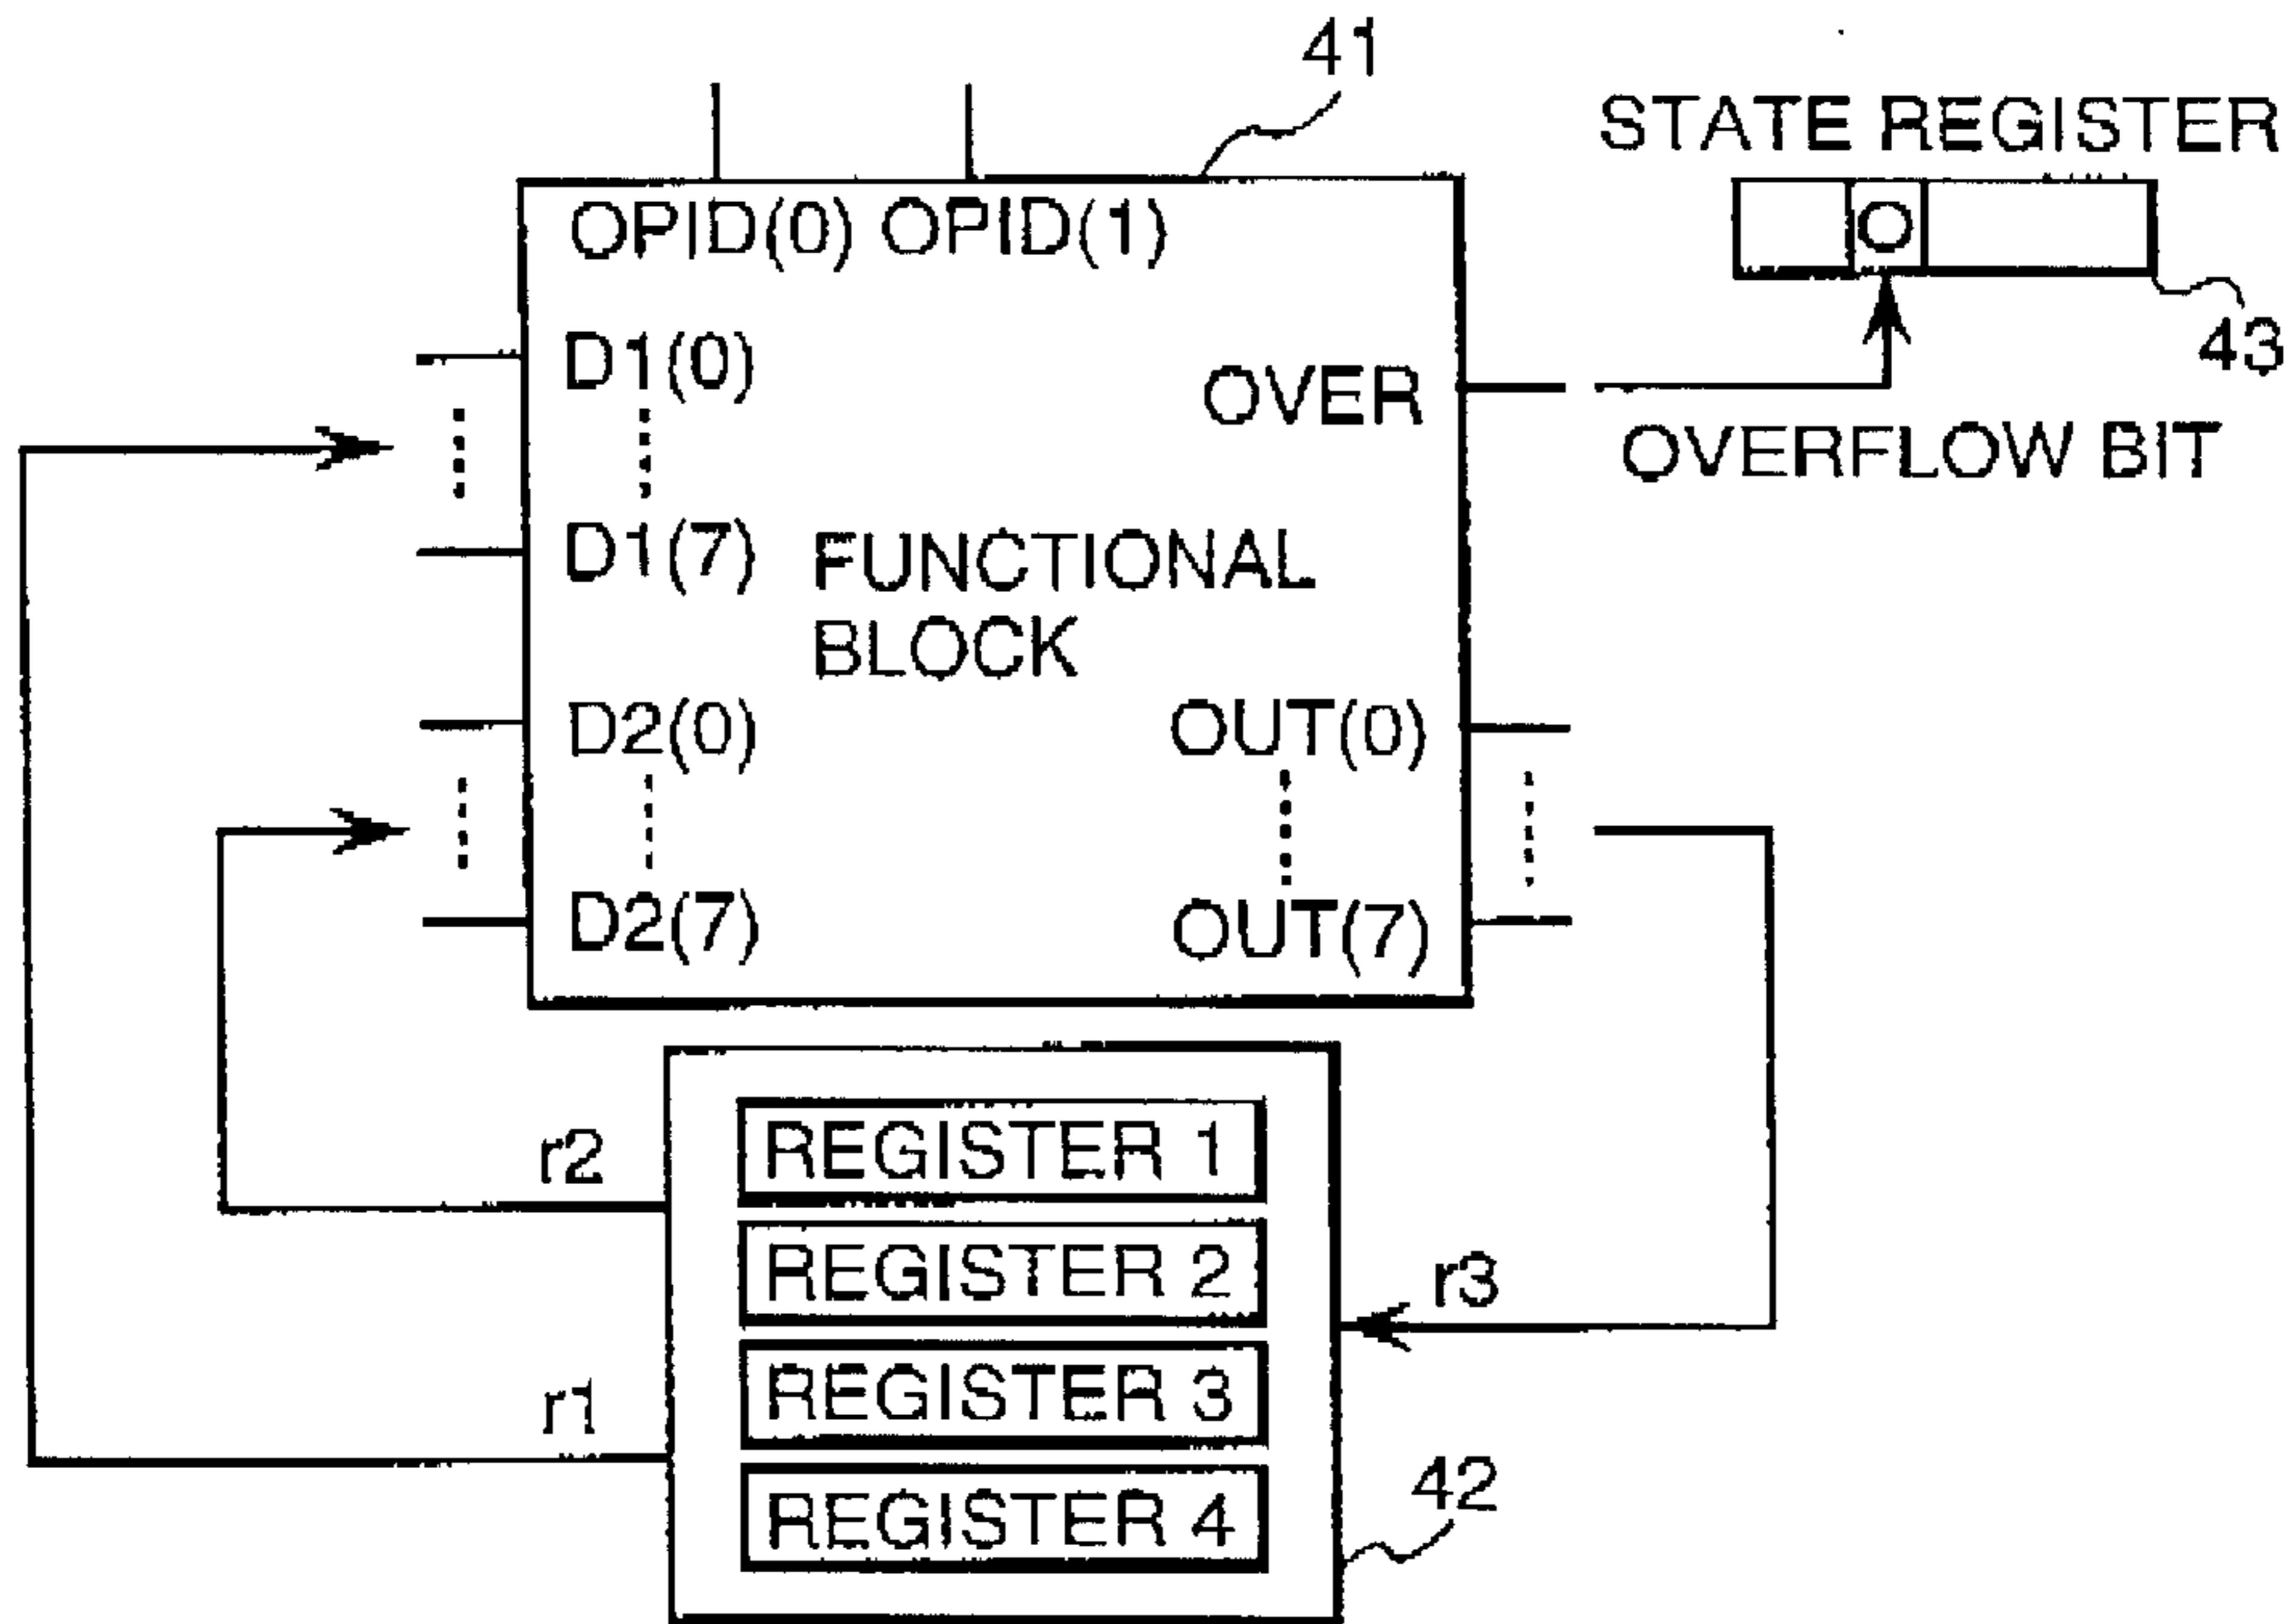 41
STATE REGISTER
OPID(0) OPID(1)
O
43
D1(0)
OVER
OVERFLOW BIT
D1(7)
FUNCTIONAL
BLOCK
D2(0)
OUT(0)
D2(7)
OUT(7)
r2
REGISTER 1
REGISTER 2
r3
REGISTER 3
r1
REGISTER 4
42